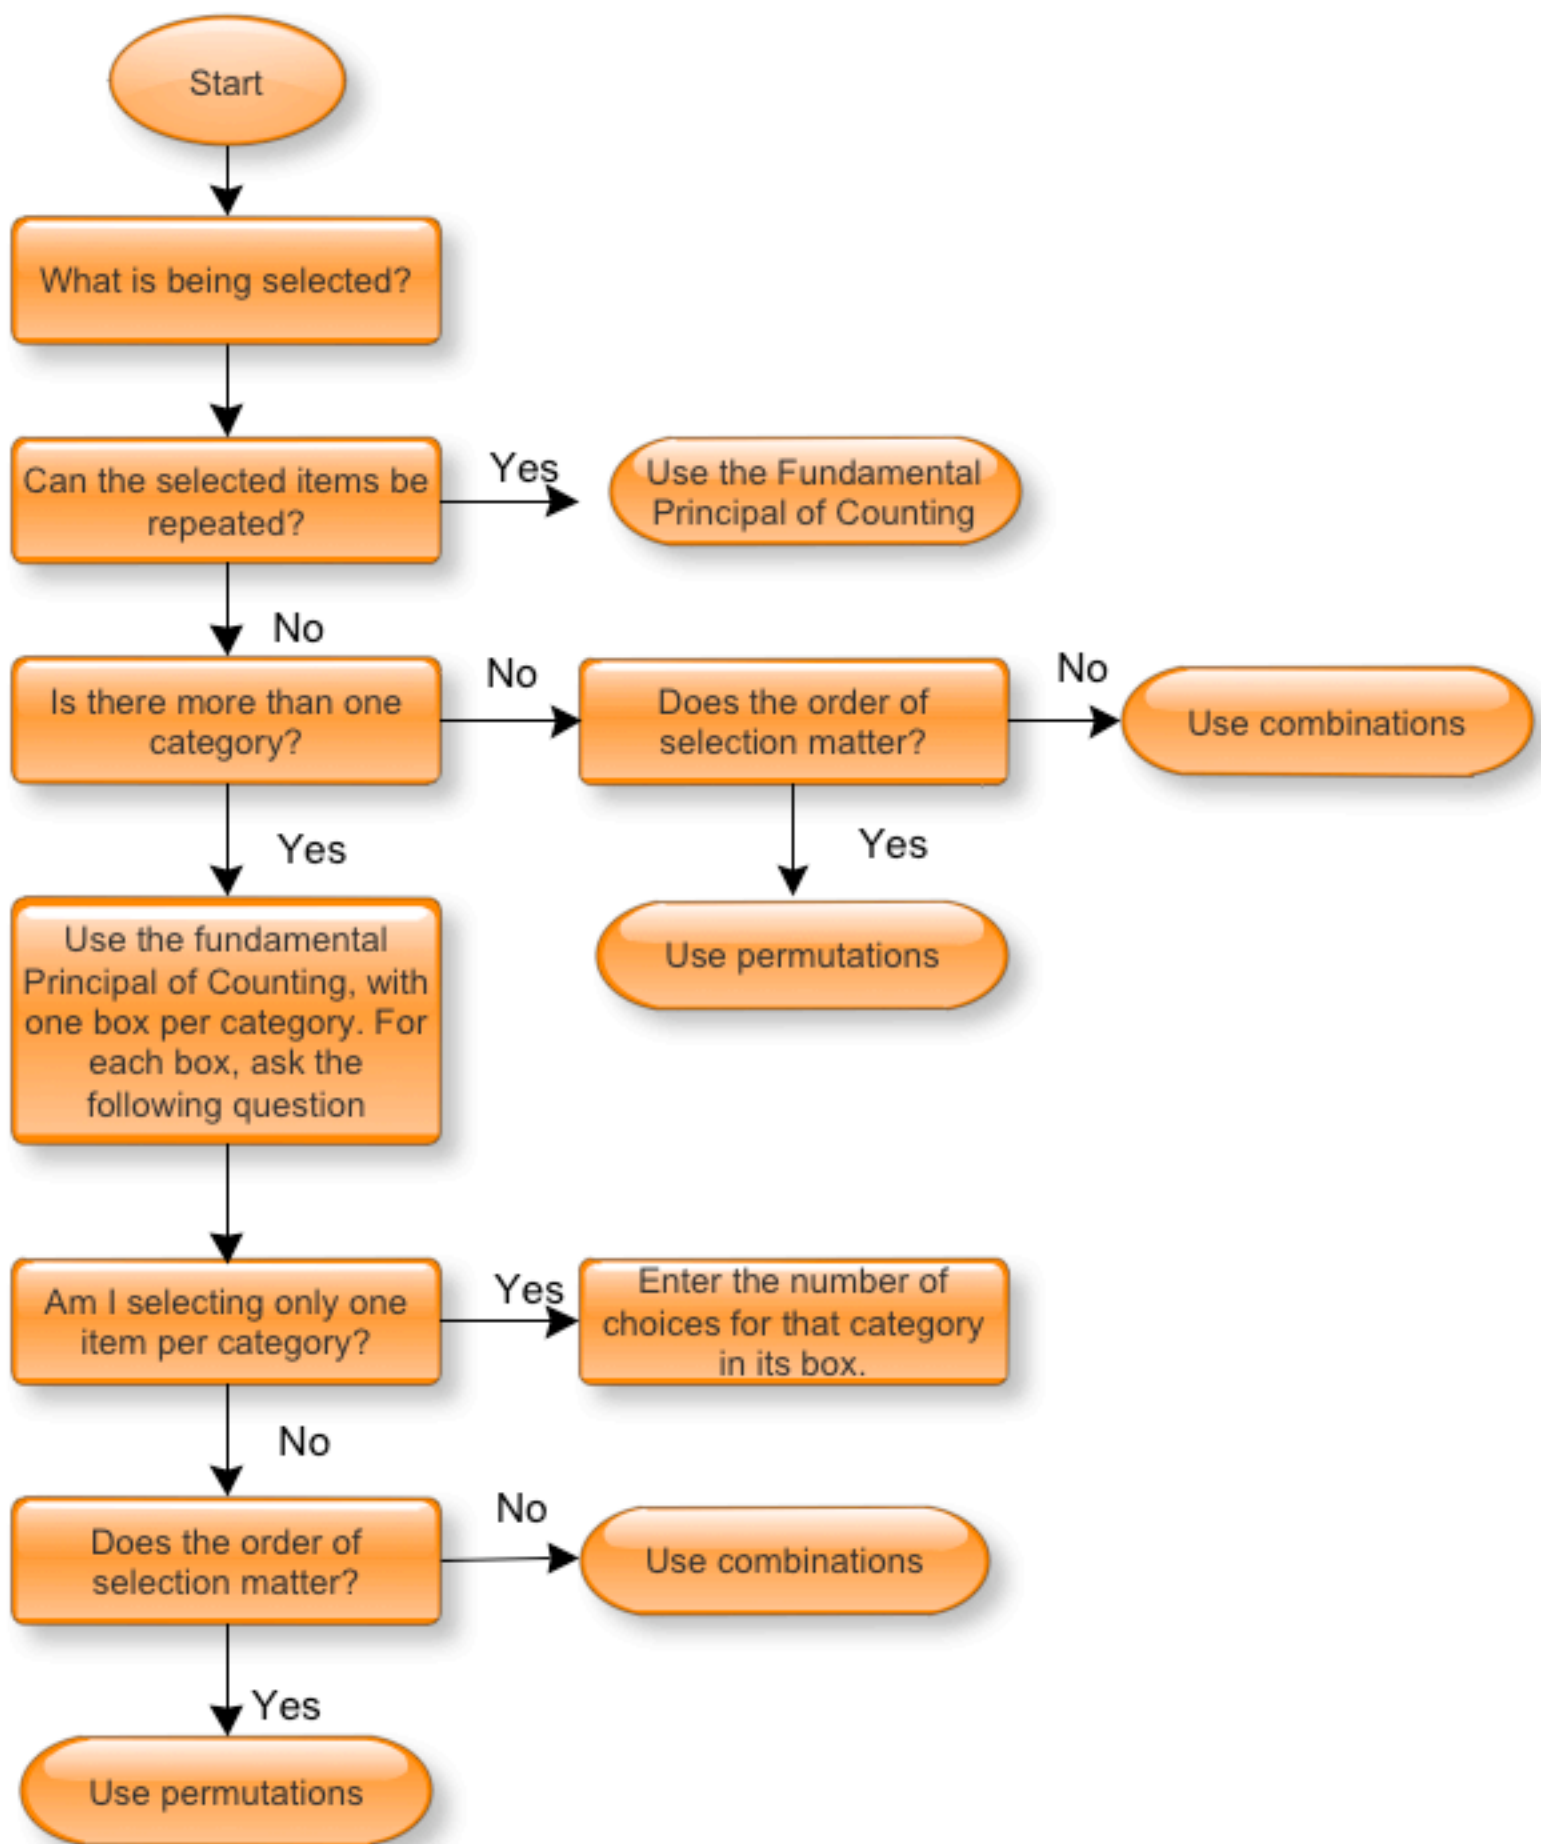 Start
What is being selected?
Can the selected items be
repeated?
Yes
Use the Fundamental
Principal of Counting
No
Is there more than one
category?
No
Does the order of
selection matter?
No
Use combinations
Yes
Yes
Use permutations
Use the fundamental
Principal of Counting, with
one box per category. For
each box, ask the
following question
Am I selecting only one
item per category?
Yes
Enter the number of
choices for that category
in its box.
No
Does the order of
selection matter?
No
Use combinations
Yes
Use permutations